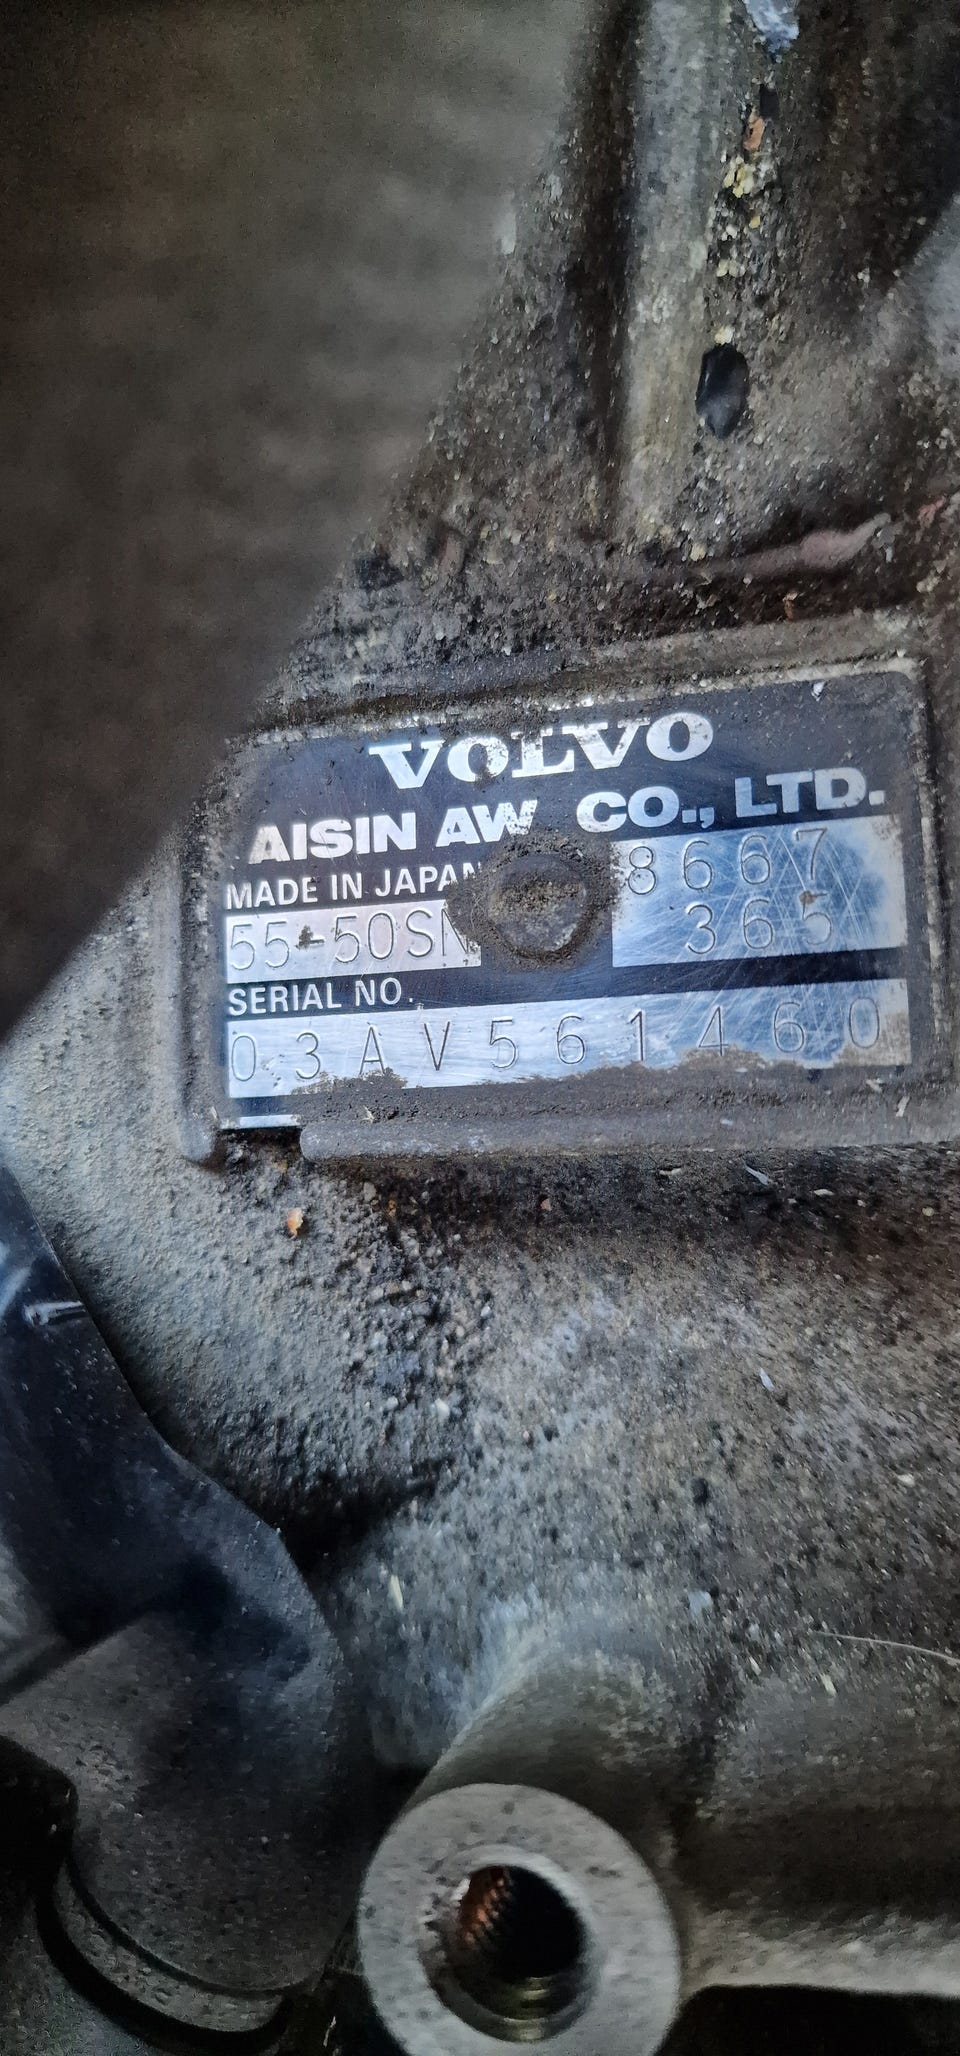 VOLVO
AISIN AW CO., LTD.
MADE IN JAPAN 8667
55-50SN 365
SERIAL NO.
03AV561460